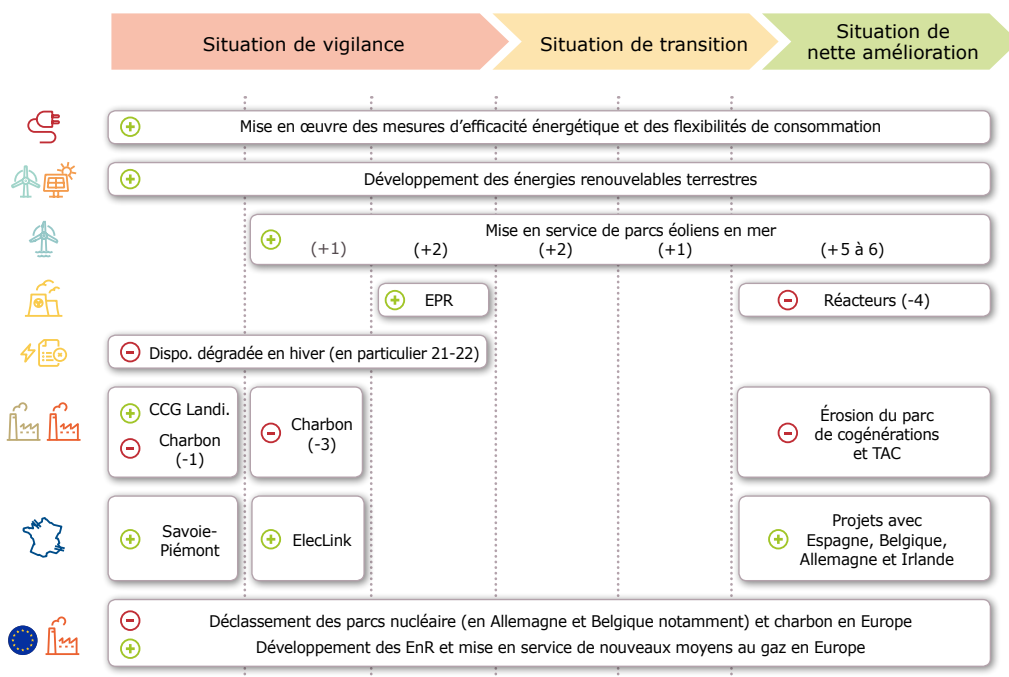 Situation de vigilance
Situation de transition
Situation de
nette amélioration
Mise en œuvre des mesures d'efficacité énergétique et des flexibilités de consommation
Développement des énergies renouvelables terrestres
Mise en service de parcs éoliens en mer
(+1) (+2) (+2) (+1) (+5 à 6)
EPR
Réacteurs (-4)
Dispo. dégradée en hiver (en particulier 21-22)
CCG Landi.
Charbon
(-1)
Charbon
(-3)
Érosion du parc
de cogénérations
et TAC
Savoie-
Piémont
ElecLink
Projets avec
Espagne, Belgique,
Allemagne et Irlande
Déclassement des parcs nucléaire (en Allemagne et Belgique notamment) et charbon en Europe
Développement des EnR et mise en service de nouveaux moyens au gaz en Europe